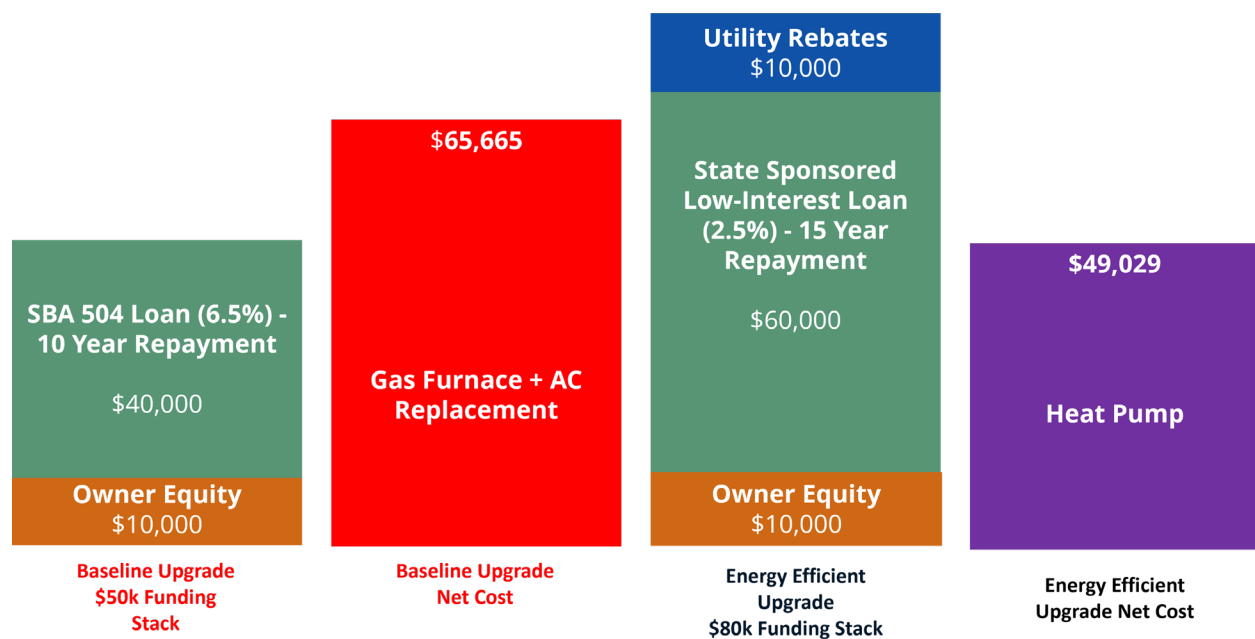 SBA 504 Loan (6.5%) -
10 Year Repayment
$40,000
Owner Equity
$10,000
Baseline Upgrade
$50k Funding
Stack
$65,665
Gas Furnace + AC
Replacement
Baseline Upgrade
Net Cost
Utility Rebates
$10,000
State Sponsored
Low-Interest Loan
(2.5%) - 15 Year
Repayment
$60,000
Owner Equity
$10,000
Energy Efficient
Upgrade
$80k Funding Stack
$49,029
Heat Pump
Energy Efficient
Upgrade Net Cost